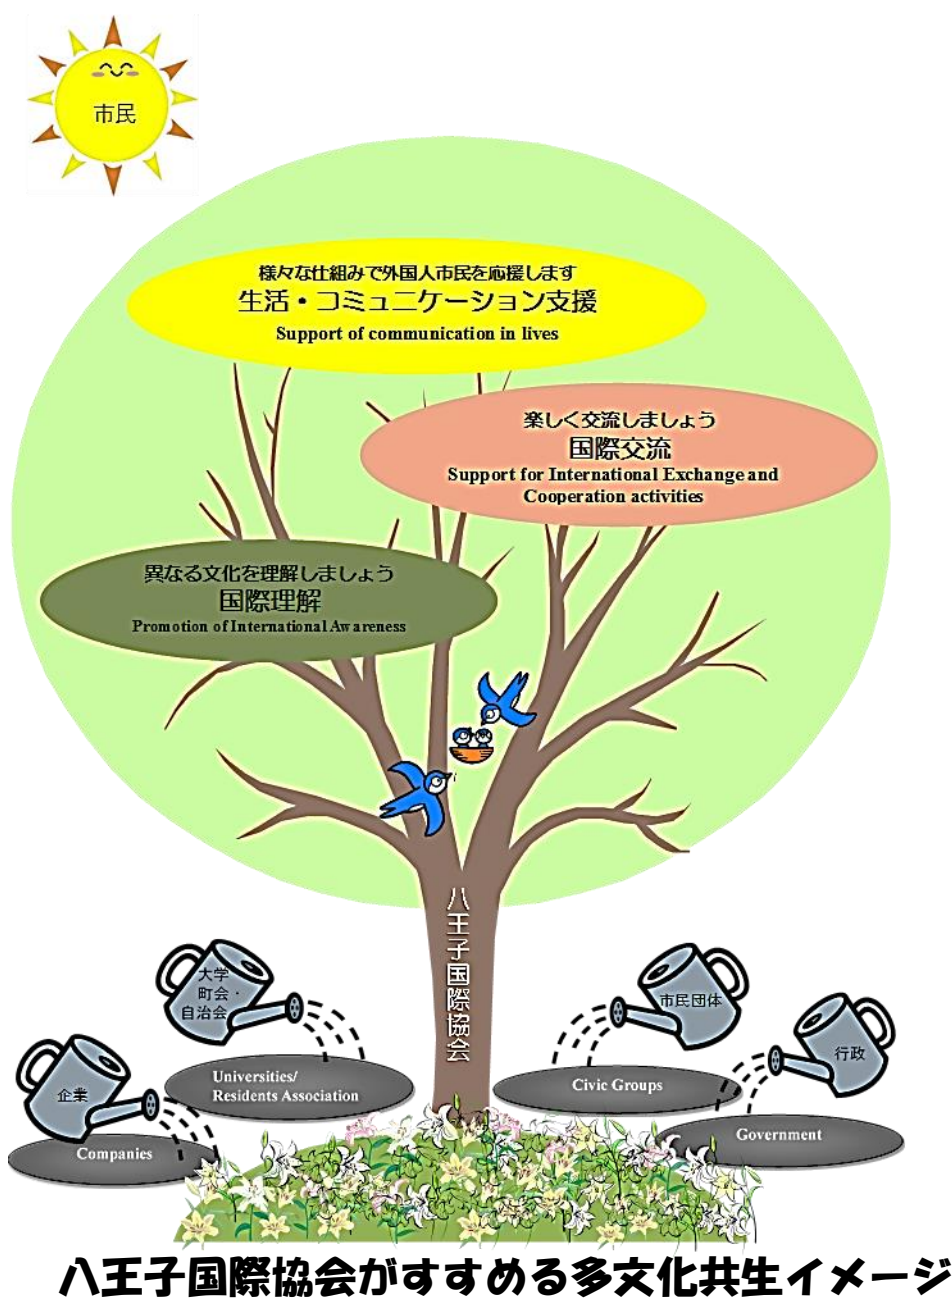 市民
様々な仕組みで外国人市民を応援します
生活・コミュニケーション支援
Support of communication in lives
楽しく交流しましょう
国際交流
Support for International Exchange and
Cooperation activities
異なる文化を理解しましょう
国際理解
Promotion of International Awareness
八王子国際協会
大学
町会・
自治会
Universities/
Residents Association
市民団体
Civic Groups
企業
Companies
行政
Government
八王子国際協会がすすめる多文化共生イメージ